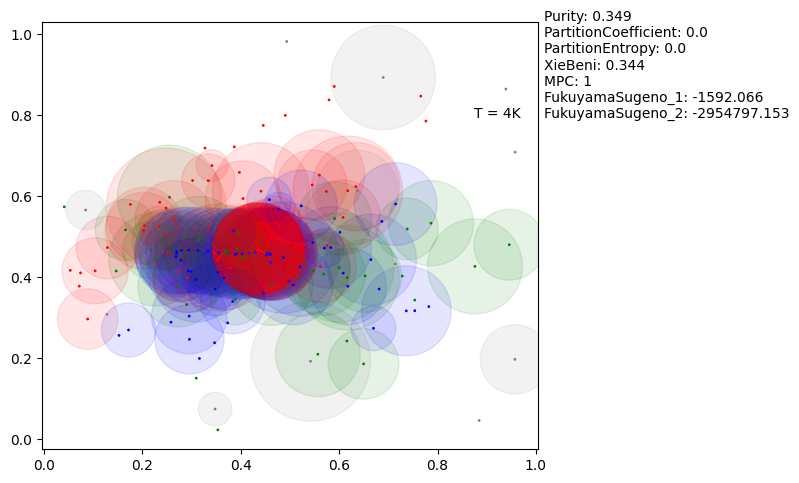 Purity: 0.349
PartitionCoefficient: 0.0
PartitionEntropy: 0.0
XieBeni: 0.344
MPC: 1
FukuyamaSugeno_1: -1592.066
FukuyamaSugeno_2: -2954797.153
T = 4K
1.0
0.8
0.6
0.4
0.2
0.0
0.0 0.2 0.4 0.6 0.8 1.0